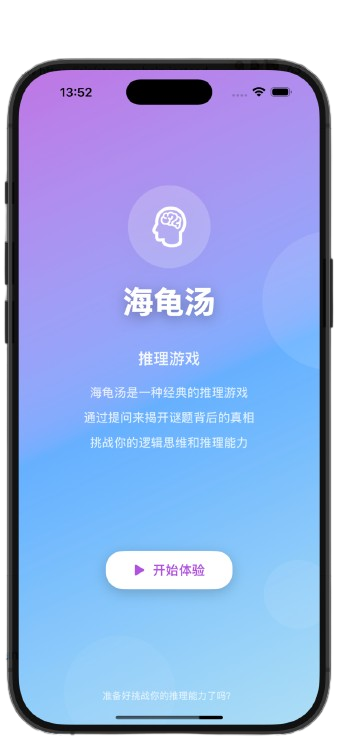 13:52
海龟汤
推理游戏
海龟汤是一种经典的推理游戏
通过提问来揭开谜题背后的真相
挑战你的逻辑思维和推理能力
开始体验
准备好挑战你的推理能力了吗？